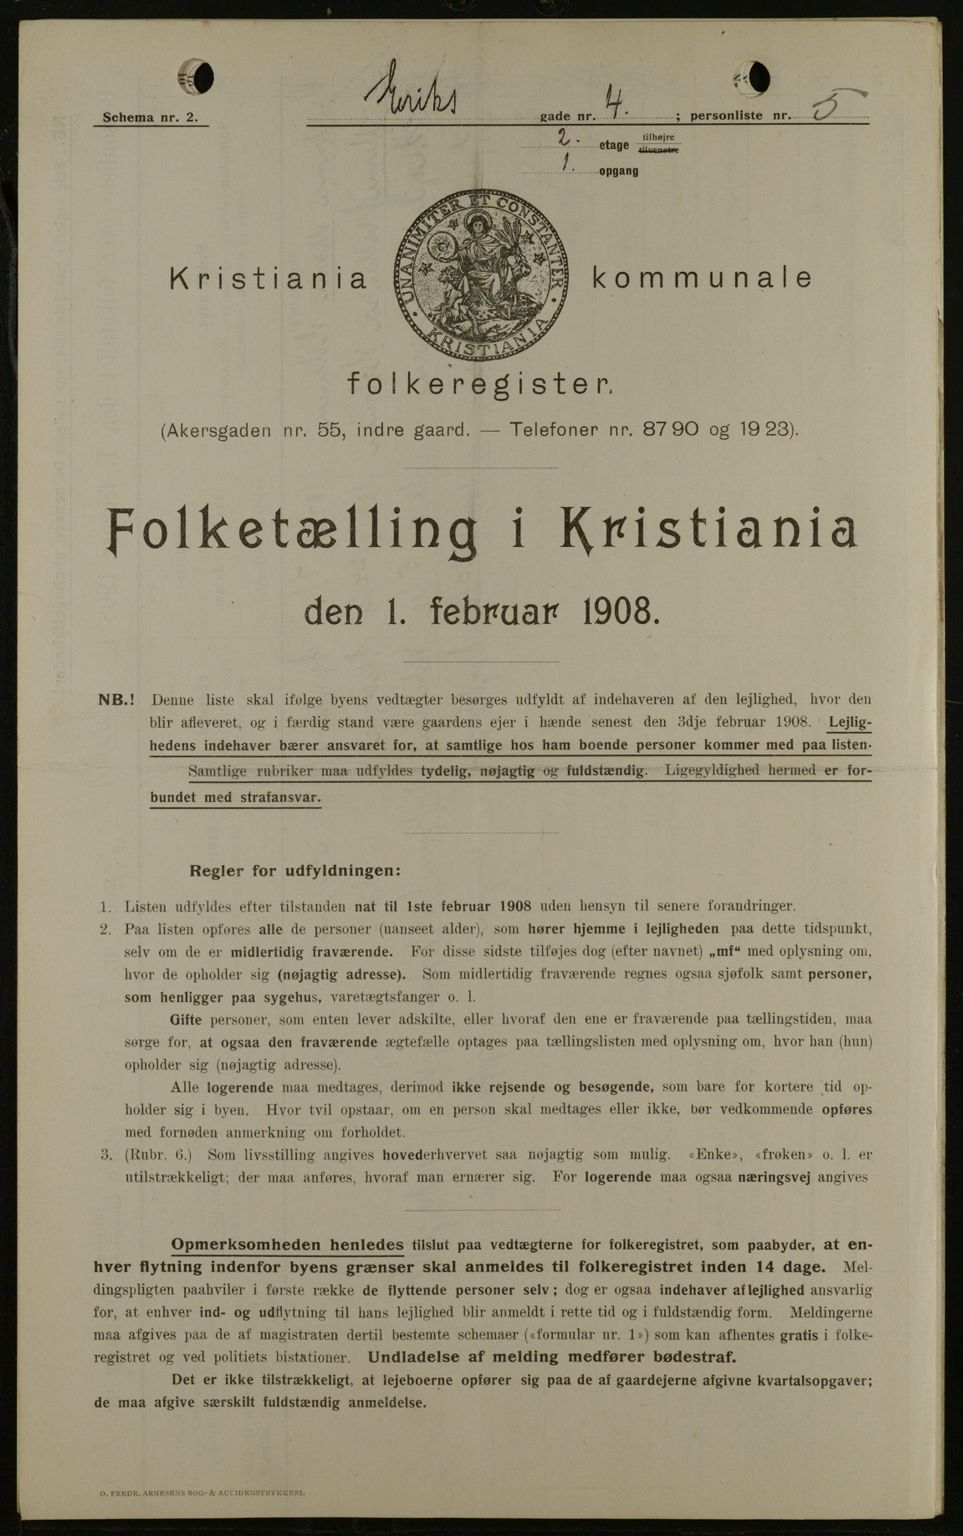 Schema nr. 2.
Eriks gade nr. 4. ; personliste nr. 5
2. etage tilhøjre
tilvenstre
1. opgang
UNANIMITER ET CONSTANTER
KRISTIANIA
Kristiania kommunale
folkeregister.
(Akersgaden nr. 55, indre gaard. — Telefoner nr. 8790 og 1923).
Folketælling i Kristiania
den 1. februar 1908.
NB.! Denne liste skal ifølge byens vedtægter besørges udfyldt af indehaveren af den lejlighed, hvor den
blir afleveret, og i færdig stand være gaardens ejer i hænde senest den 3dje februar 1908. Lejlig-
hedens indehaver bærer ansvaret for, at samtlige hos ham boende personer kommer med paa listen.
Samtlige rubriker maa udfyldes tydelig, nøjagtig og fuldstændig. Ligegyldighed hermed er for-
bundet med strafansvar.
Regler for udfyldningen:
1. Listen udfyldes efter tilstanden nat til 1ste februar 1908 uden hensyn til senere forandringer.
2. Paa listen opføres alle de personer (uanseet alder), som hører hjemme i lejligheden paa dette tidspunkt,
selv om de er midlertidig fraværende. For disse sidste tilføjes dog (efter navnet) „mf“ med oplysning om,
hvor de opholder sig (nøjagtig adresse). Som midlertidig fraværende regnes ogsaa sjøfolk samt personer,
som henligger paa sygehus, varetægtsfanger o. l.
Gifte personer, som enten lever adskilte, eller hvoraf den ene er fraværende paa tællingstiden, maa
sørge for, at ogsaa den fraværende ægtefælle optages paa tællingslisten med oplysning om, hvor han (hun)
opholder sig (nøjagtig adresse).
Alle logerende maa medtages, derimod ikke rejsende og besøgende, som bare for kortere tid op-
holder sig i byen. Hvor tvil opstaar, om en person skal medtages eller ikke, bør vedkommende opføres
med fornøden anmerkning om forholdet.
3. (Rubr. 6.) Som livsstilling angives hovederhvervet saa nøjagtig som mulig. «Enke», «frøken» o. l. er
utilstrækkeligt; der maa anføres, hvoraf man ernærer sig. For logerende maa ogsaa næringsvej angives
Opmerksomheden henledes tilslut paa vedtægterne for folkeregistret, som paabyder, at en-
hver flytning indenfor byens grænser skal anmeldes til folkeregistret inden 14 dage. Mel-
dingspligten paahviler i første række de flyttende personer selv; dog er ogsaa indehaver af lejlighed ansvarlig
for, at enhver ind- og udflytning til hans lejlighed blir anmeldt i rette tid og i fuldstændig form. Meldingerne
maa afgives paa de af magistraten dertil bestemte schemaer («formular nr. 1») som kan afhentes gratis i folke-
registret og ved politiets bistationer. Undladelse af melding medfører bødestraf.
Det er ikke tilstrækkeligt, at lejeboerne opfører sig paa de af gaardejerne afgivne kvartalsopgaver;
de maa afgive særskilt fuldstændig anmeldelse.
O. FREDR. ARNESENS BOG- & ACCIDENSTRYKKERI.